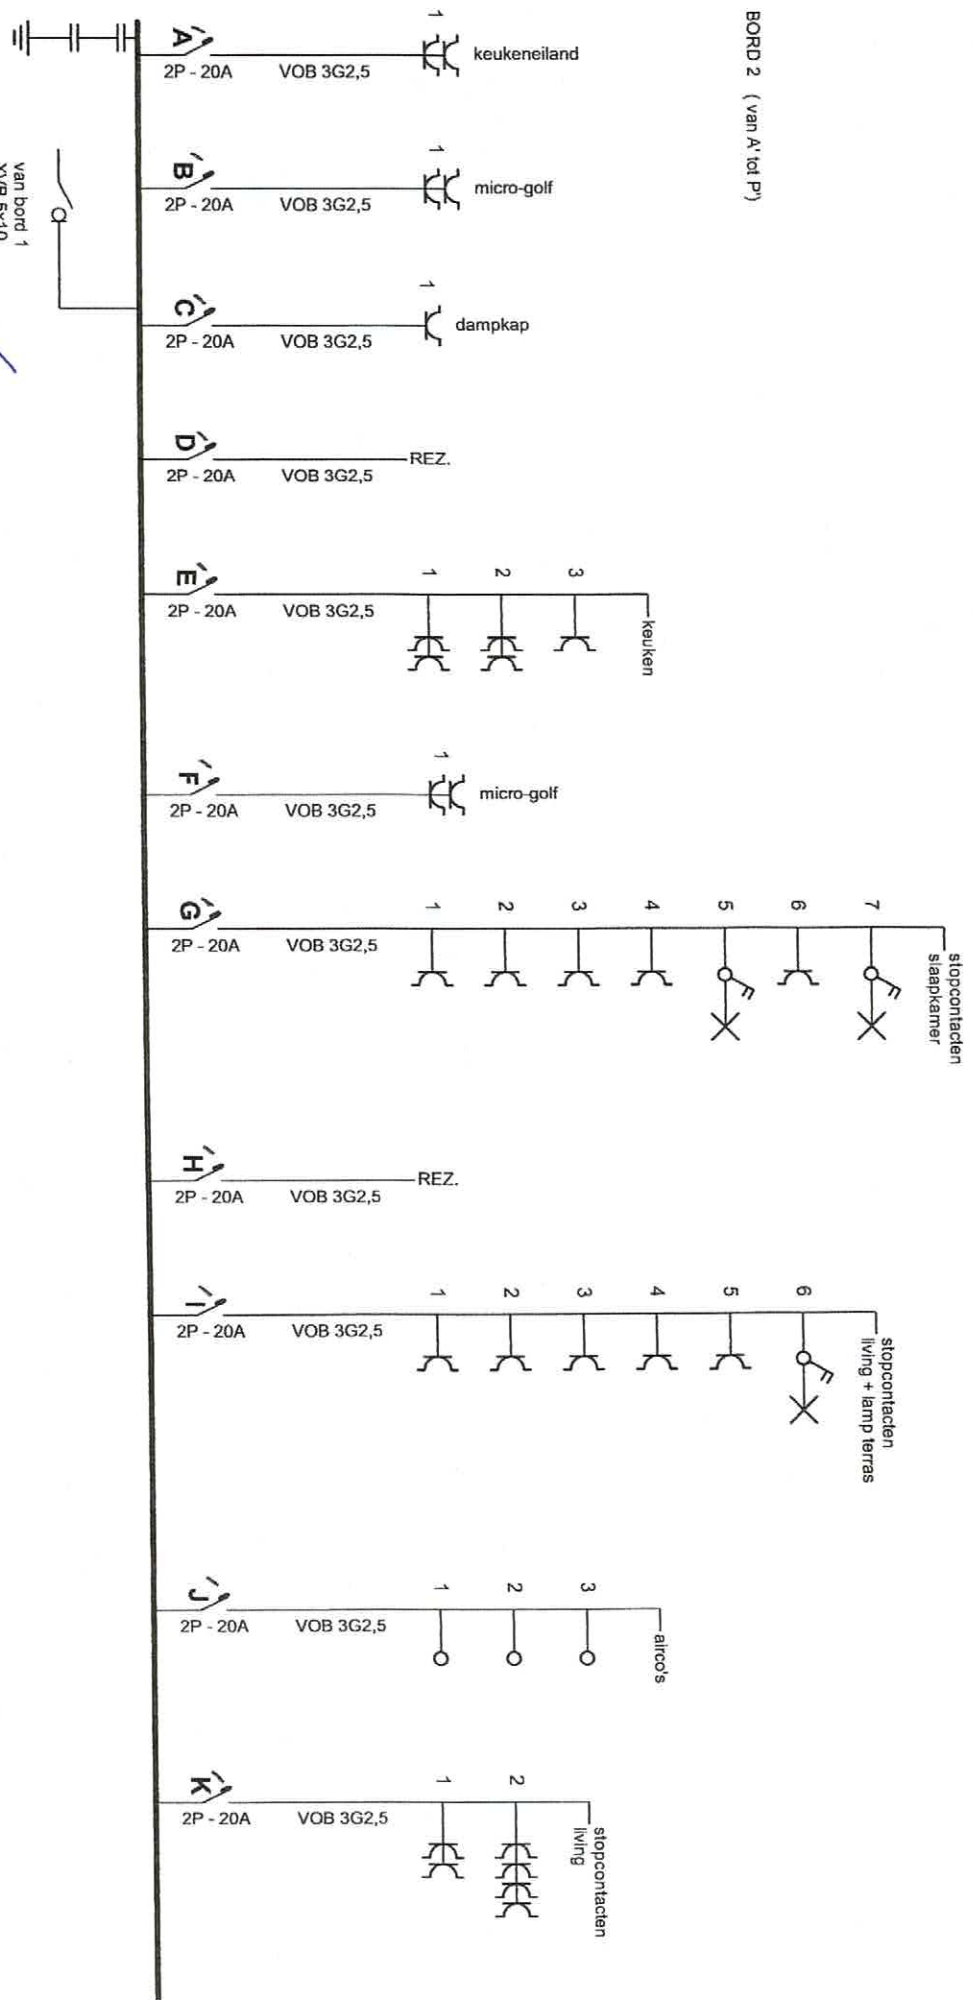 BORD 2 ( van A' tot P')
1
keukeneiland
A'
2P - 20A
VOB 3G2,5
1
micro-golf
B'
2P - 20A
VOB 3G2,5
van bord 1
XVB 5x10
1
dampkap
C'
2P - 20A
VOB 3G2,5
D'
REZ.
2P - 20A
VOB 3G2,5
E'
1
2
3
keuken
2P - 20A
VOB 3G2,5
1
micro-golf
F'
2P - 20A
VOB 3G2,5
G'
1
2
3
4
5
6
7
stopcontacten
slaapkamer
2P - 20A
VOB 3G2,5
H'
REZ.
2P - 20A
VOB 3G2,5
I'
1
2
3
4
5
6
stopcontacten
living + lamp terras
2P - 20A
VOB 3G2,5
J'
1
2
3
airco's
2P - 20A
VOB 3G2,5
K'
1
2
stopcontacten
living
2P - 20A
VOB 3G2,5